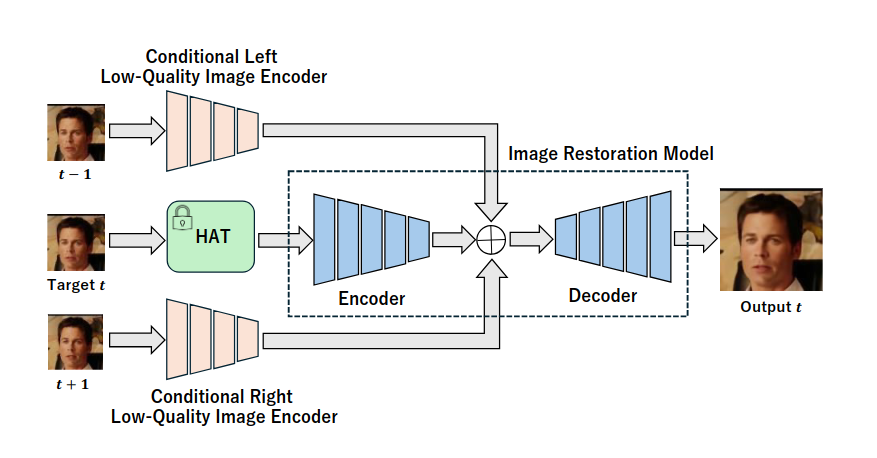 Conditional Left
Low-Quality Image Encoder
t − 1
Image Restoration Model
HAT
Target t
Encoder
Decoder
Output t
t + 1
Conditional Right
Low-Quality Image Encoder